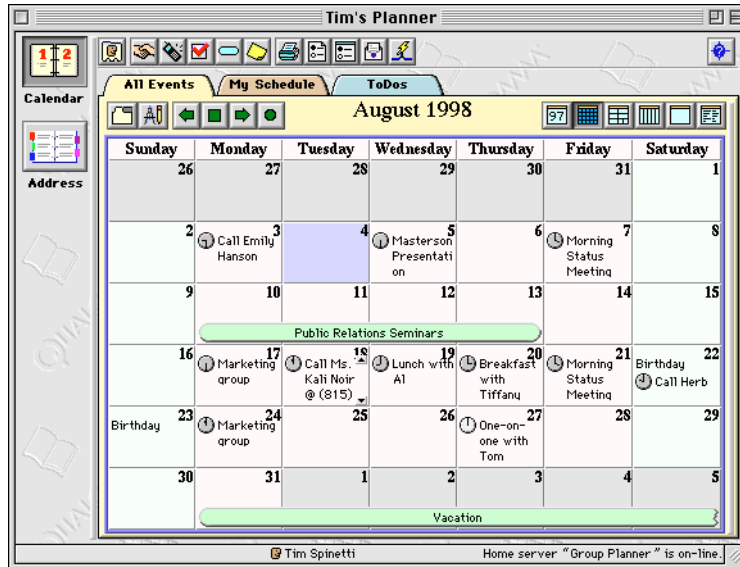 Tim's Planner
1 2
Calendar
Address
All Events My Schedule ToDos
August 1998
97
Sunday Monday Tuesday Wednesday Thursday Friday Saturday
26 27 28 29 30 31 1
2 3 4 5 6 7 8
Call Emily
Hanson
Masterson
Presentati
on
Morning
Status
Meeting
9 10 11 12 13 14 15
Public Relations Seminars
16 17 18 19 20 21 22
Marketing
group
Call Ms.
Kali Noir
@ (815)
Lunch with
Al
Breakfast
with
Tiffany
Morning
Status
Meeting
Birthday
Call Herb
23 24 25 26 27 28 29
Birthday
Marketing
group
One-on-
one with
Tom
30 31 1 2 3 4 5
Vacation
Tim Spinetti
Home server "Group Planner" is on-line.